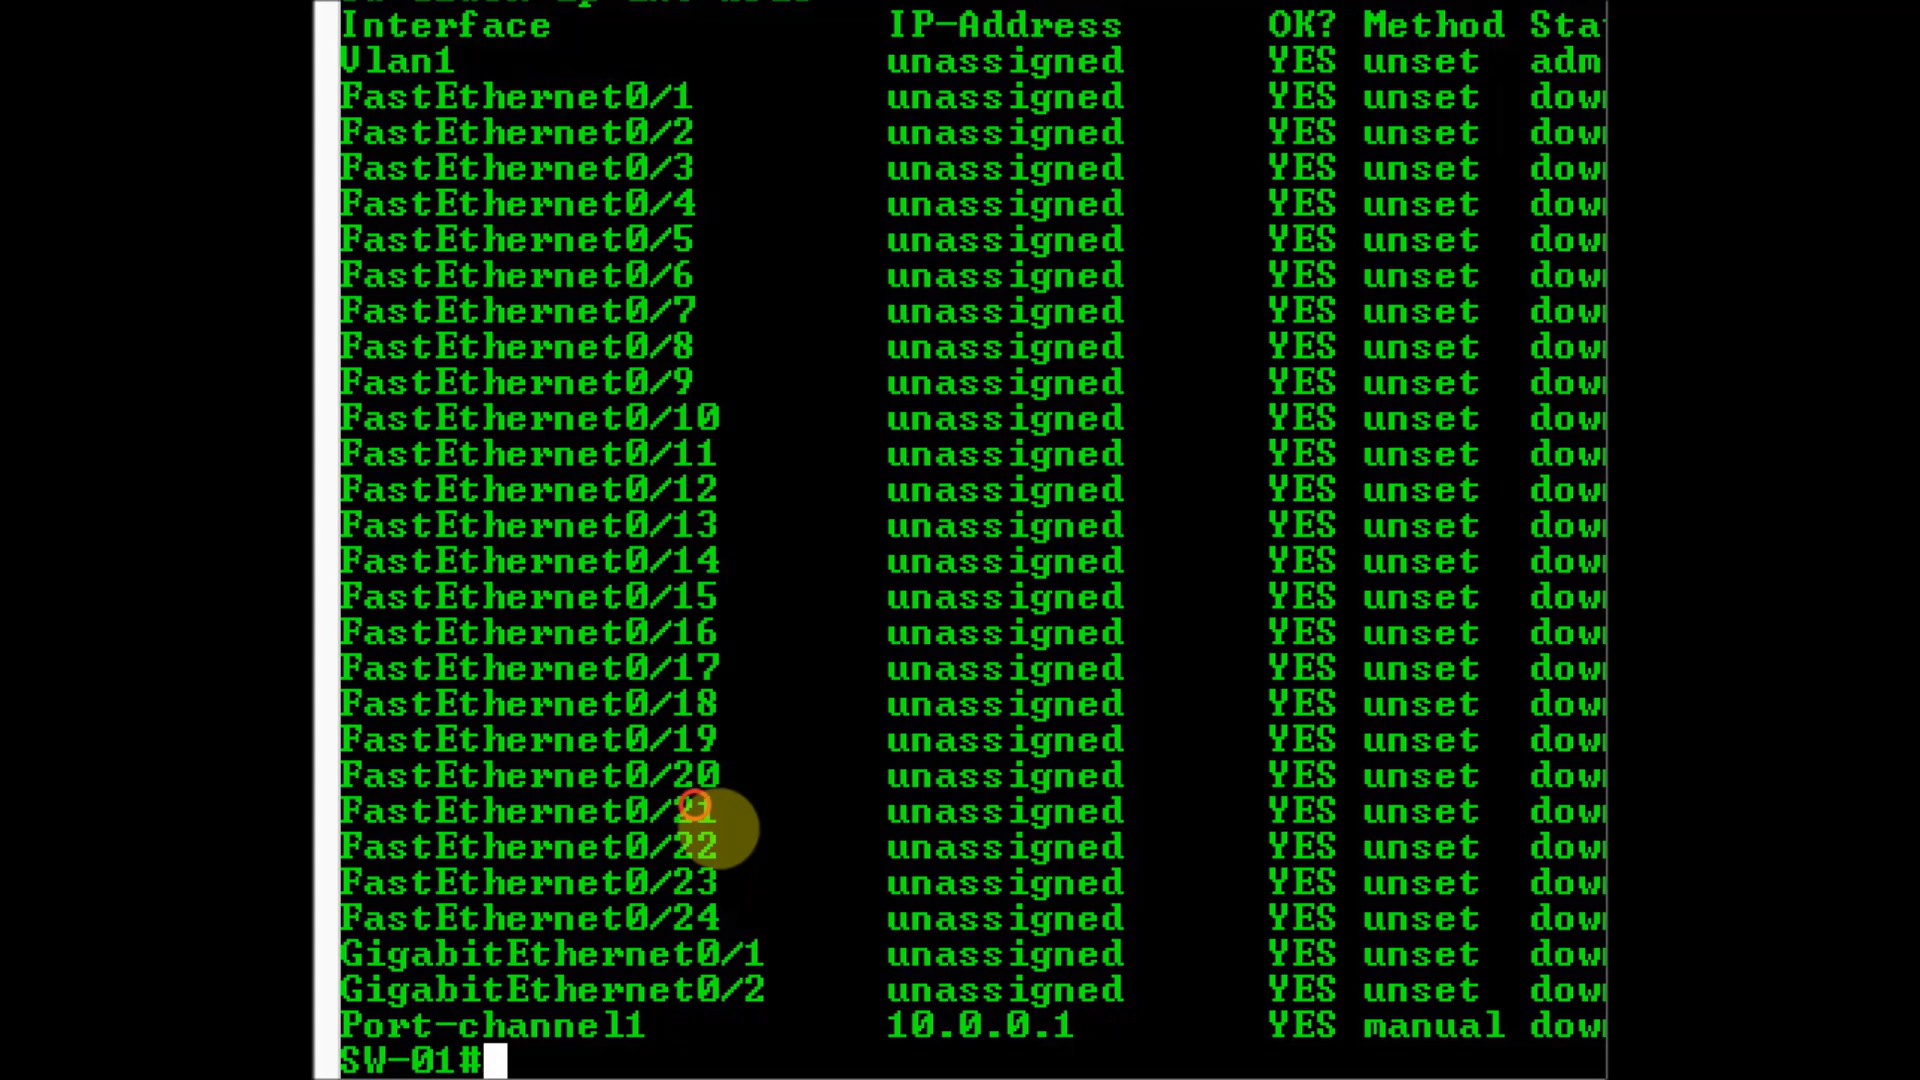 Interface IP-Address OK? Method Sta
Vlan1 unassigned YES unset adm
FastEthernet0/1 unassigned YES unset dow
FastEthernet0/2 unassigned YES unset dow
FastEthernet0/3 unassigned YES unset dow
FastEthernet0/4 unassigned YES unset dow
FastEthernet0/5 unassigned YES unset dow
FastEthernet0/6 unassigned YES unset dow
FastEthernet0/7 unassigned YES unset dow
FastEthernet0/8 unassigned YES unset dow
FastEthernet0/9 unassigned YES unset dow
FastEthernet0/10 unassigned YES unset dow
FastEthernet0/11 unassigned YES unset dow
FastEthernet0/12 unassigned YES unset dow
FastEthernet0/13 unassigned YES unset dow
FastEthernet0/14 unassigned YES unset dow
FastEthernet0/15 unassigned YES unset dow
FastEthernet0/16 unassigned YES unset dow
FastEthernet0/17 unassigned YES unset dow
FastEthernet0/18 unassigned YES unset dow
FastEthernet0/19 unassigned YES unset dow
FastEthernet0/20 unassigned YES unset dow
FastEthernet0/21 unassigned YES unset dow
FastEthernet0/22 unassigned YES unset dow
FastEthernet0/23 unassigned YES unset dow
FastEthernet0/24 unassigned YES unset dow
GigabitEthernet0/1 unassigned YES unset dow
GigabitEthernet0/2 unassigned YES unset dow
Port-channel1 10.0.0.1 YES manual dow
SW-01#